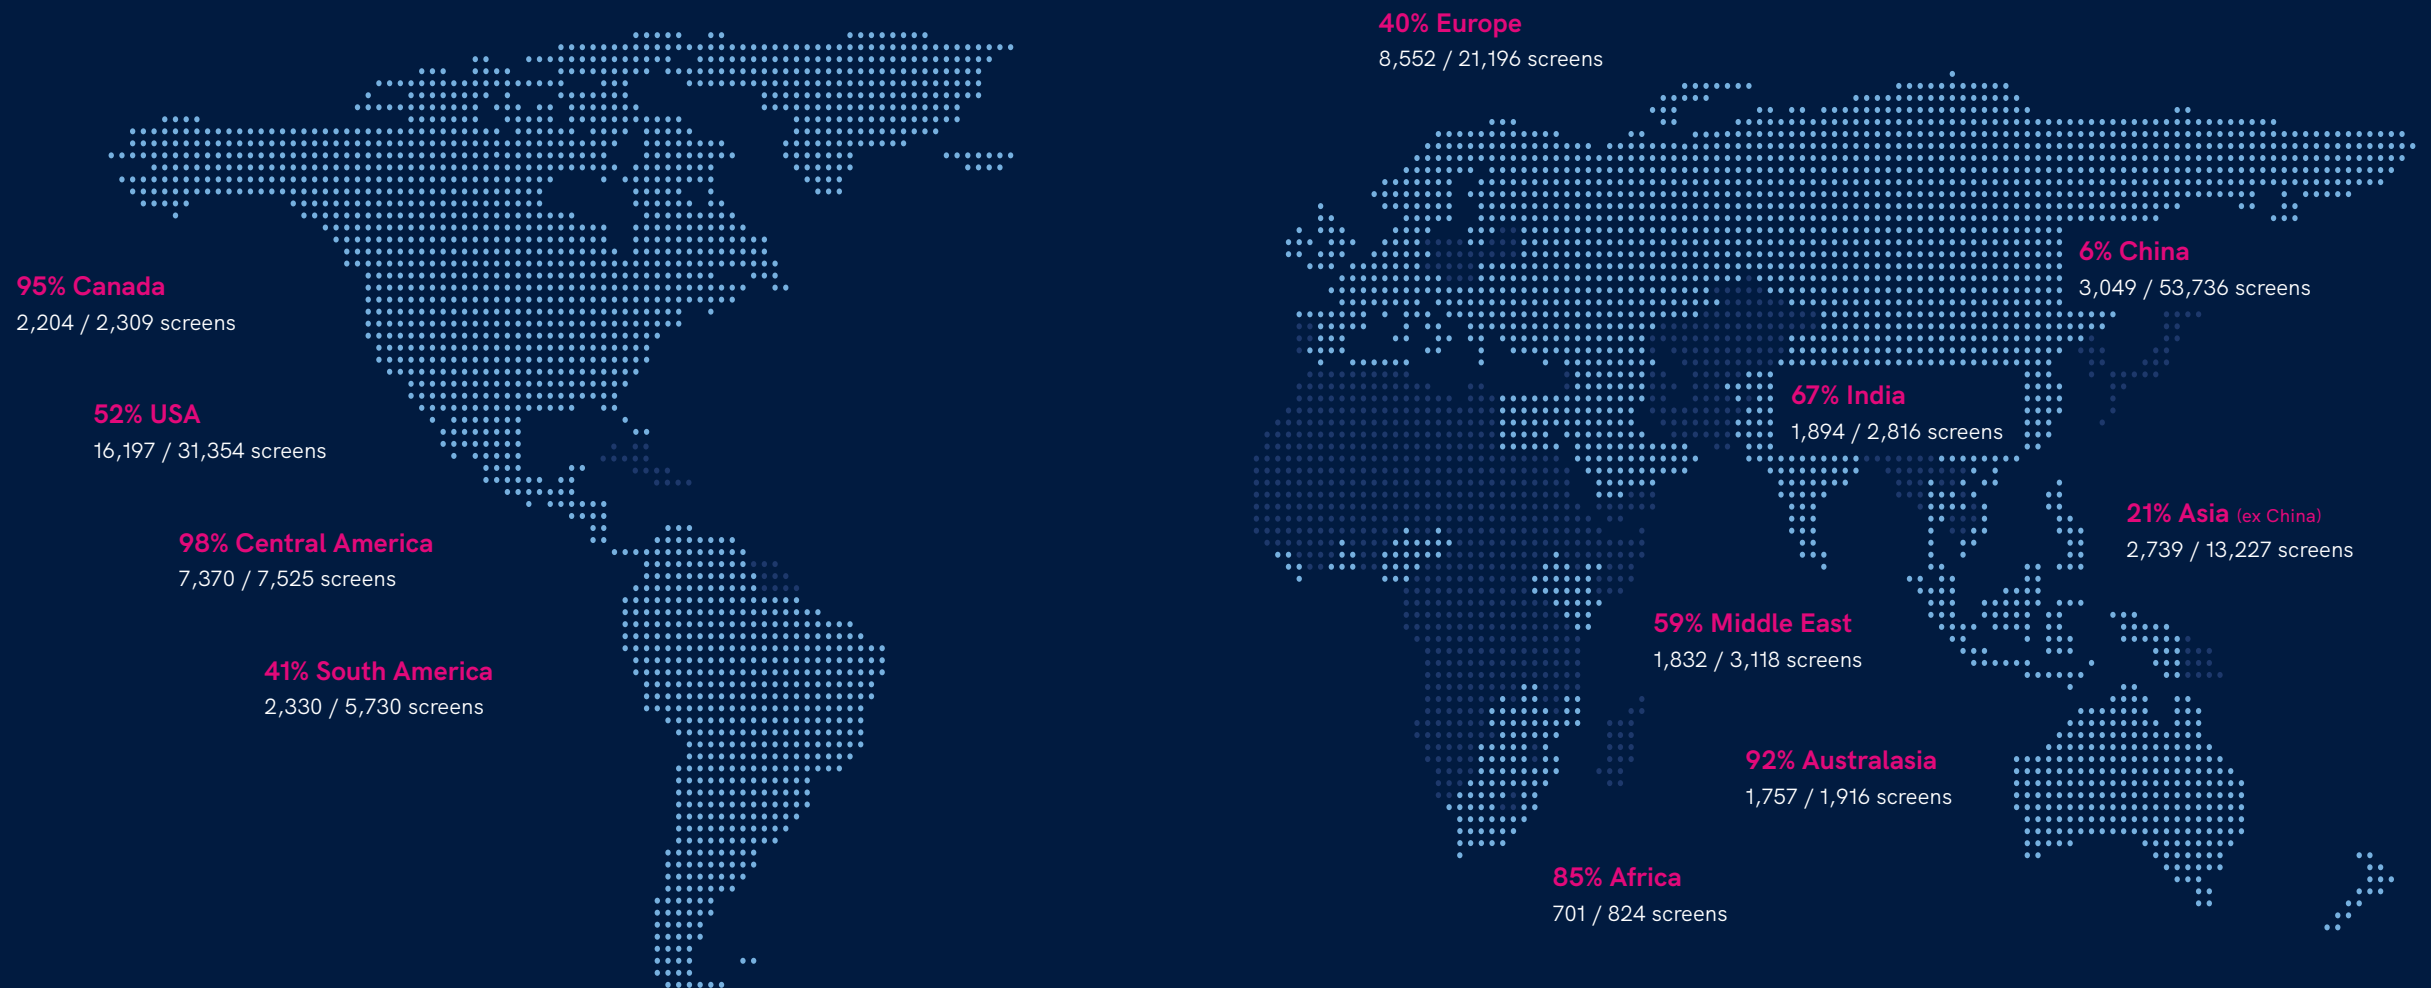 40% Europe
8,552 / 21,196 screens
6% China
3,049 / 53,736 screens
95% Canada
2,204 / 2,309 screens
67% India
1,894 / 2,816 screens
52% USA
16,197 / 31,354 screens
21% Asia (ex China)
2,739 / 13,227 screens
98% Central America
7,370 / 7,525 screens
59% Middle East
1,832 / 3,118 screens
41% South America
2,330 / 5,730 screens
92% Australasia
1,757 / 1,916 screens
85% Africa
701 / 824 screens